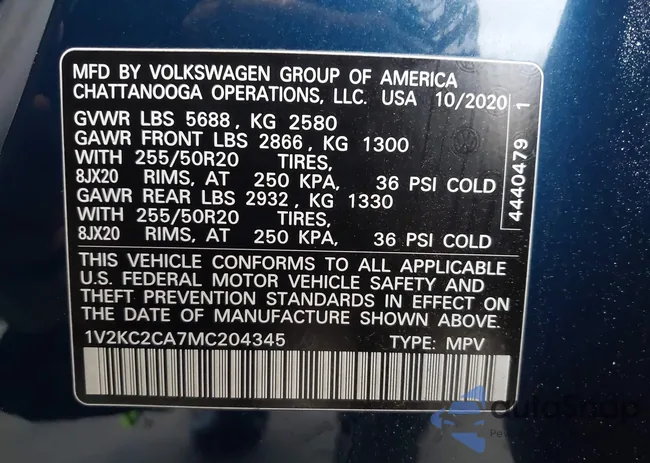 MFD BY VOLKSWAGEN GROUP OF AMERICA
CHATTANOOGA OPERATIONS, LLC. USA 10/2020
GVWR LBS 5688, KG 2580
GAWR FRONT LBS 2866, KG 1300
WITH 255/50R20 TIRES,
8JX20 RIMS, AT 250 KPA, 36 PSI COLD
GAWR REAR LBS 2932, KG 1330
WITH 255/50R20 TIRES,
8JX20 RIMS, AT 250 KPA, 36 PSI COLD
THIS VEHICLE CONFORMS TO ALL APPLICABLE
U.S. FEDERAL MOTOR VEHICLE SAFETY AND
THEFT PREVENTION STANDARDS IN EFFECT ON
THE DATE OF MANUFACTURE SHOWN ABOVE.
1V2KC2CA7MC204345 TYPE: MPV
4440479 1